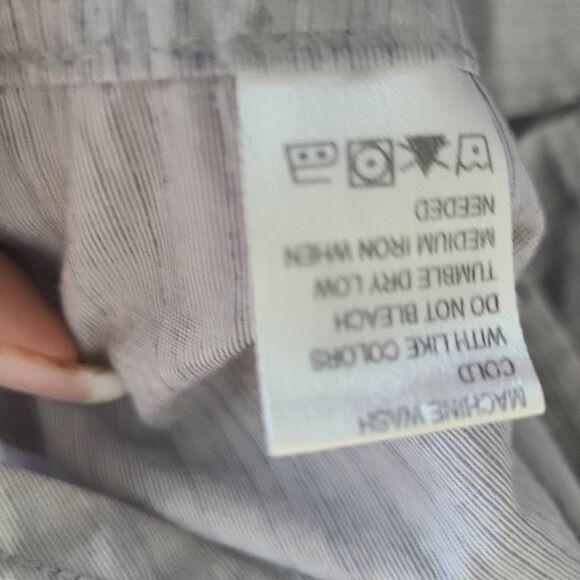 MACHINE WASH
COLD
WITH LIKE COLORS
DO NOT BLEACH
TUMBLE DRY LOW
MEDIUM IRON WHEN
NEEDED